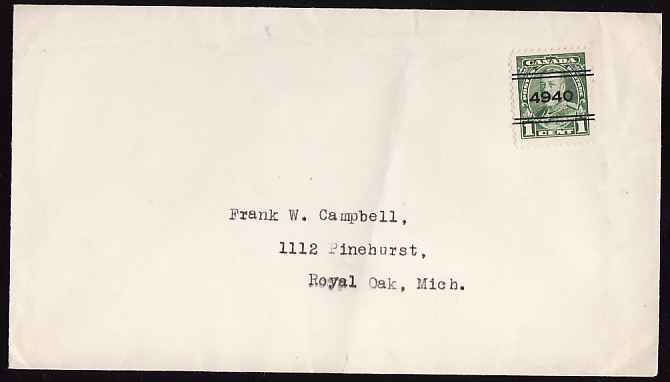 CANADA
4940
1 CENT 1
Frank W. Campbell,
1112 Pinehurst,
Royal Oak, Mich.